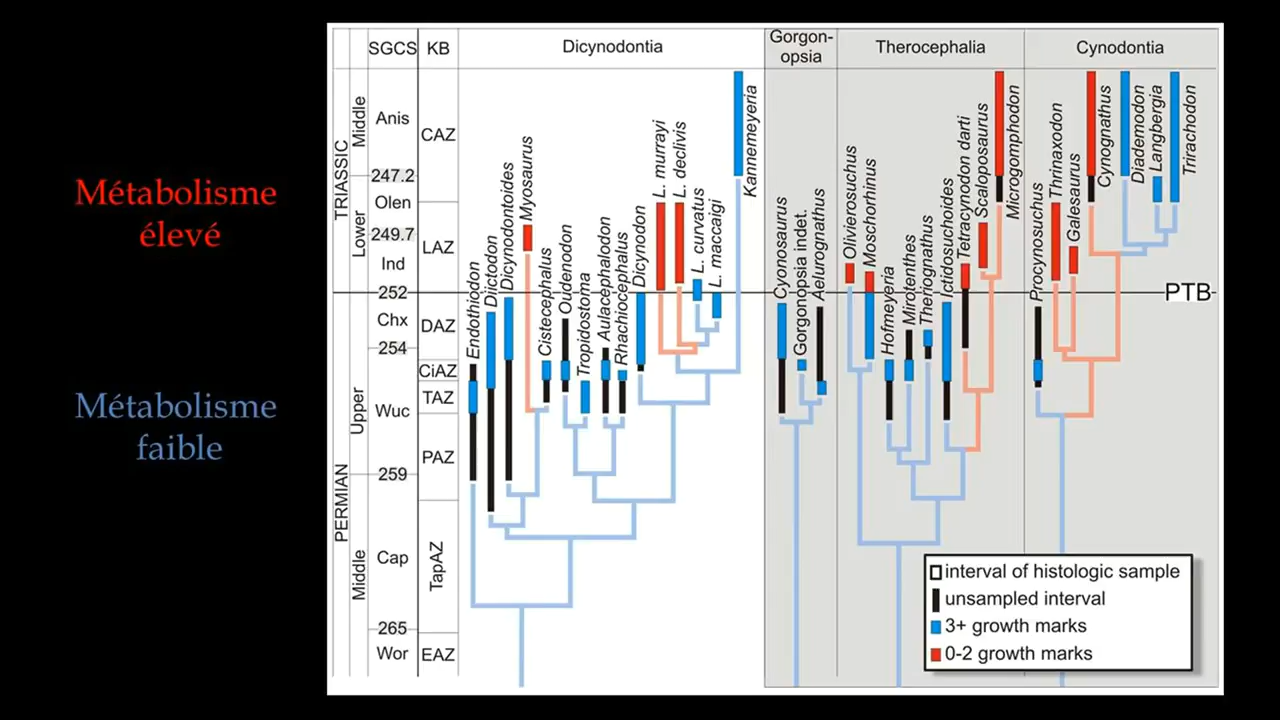 Métabolisme
élevé
Métabolisme
faible
SGCS
KB
Dicynodontia
Gorgon-
opsia
Therocephalia
Cynodontia
TRIASSIC
PERMIAN
Middle
Lower
Upper
Middle
Anis
247.2
Olen
249.7
Ind
252
Chx
254
Wuc
259
Cap
265
Wor
CAZ
LAZ
DAZ
CiAZ
TAZ
PAZ
TapAZ
EAZ
Endothiodon
Diictodon
Dicynodontoides
Myosaurus
Cistecephalus
Oudenodon
Tropidostoma
Aulacephalodon
Rhachiocephalus
Dicynodon
L. murrayi
L. declivis
L. curvatus
L. maccaigi
Kannemeyeria
Cyonosaurus
Gorgonopsia indet.
Aelurognathus
Olivierosuchus
Moschorhinus
Hofmeyeria
Mirotenthes
Theriognathus
Ictidosuchoides
Tetracynodon darti
Scaloposaurus
Microgomphodon
Procynosuchus
Thrinaxodon
Galesaurus
Cynognathus
Diademodon
Langbergia
Trirachodon
PTB
interval of histologic sample
unsampled interval
3+ growth marks
0-2 growth marks